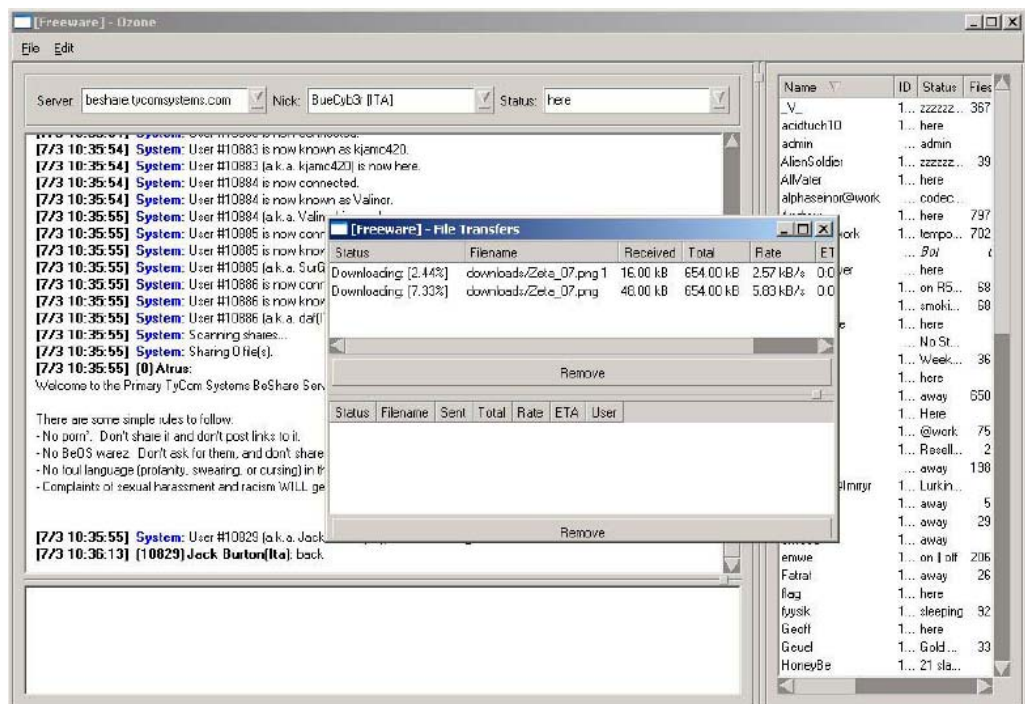 [Freeware] - Ozone
File Edit
Server beshare.tycomsystems.com Nick: BueCyb3r [ITA] Status: here
[7/3 10:35:54] System: User #10883 is now known as kjamc420.
[7/3 10:35:54] System: User #10883 (a.k.a. kjamc420) is now here.
[7/3 10:35:54] System: User #10884 is now connected.
[7/3 10:35:54] System: User #10884 is now known as Valinor.
[7/3 10:35:55] System: User #10884 (a.k.a. Valin
[7/3 10:35:55] System: User #10885 is now conr
[7/3 10:35:55] System: User #10885 is now knov
[7/3 10:35:55] System: User #10885 (a.k.a. SurG
[7/3 10:35:55] System: User #10886 is now conr
[7/3 10:35:55] System: User #10886 is now knov
[7/3 10:35:55] System: User #10886 (a.k.a.
[7/3 10:35:55] System: Scanning shares...
[7/3 10:35:55] System: Sharing 0 file(s).
[7/3 10:35:55] (0) Atrus:
Welcome to the Primary TyCom Systems BeShare Serv
There are some simple rules to follow:
- No porn'. Don't share it and don't post links to it.
- No BeOS warez. Don't ask for them, and don't share
- No foul language (profanity, swearing, or cursing) in th
- Complaints of sexual harassment and racism WILL ge
[7/3 10:35:55] System: User #10829 (a.k.a. Jack
[7/3 10:36:13] (10829) Jack Burton(Ita): back
[Freeware] - File Transfers
Status Filename Received Total Rate ET
Downloading: [2.44%] downloads/Zeta_07.png 1 16.00 kB 654.00 kB 2.57 kB/s 0:0
Downloading: [7.33%] downloads/Zeta_07.png 48.00 kB 654.00 kB 5.83 kB/s 0:0
Remove
Status Filename Sent Total Rate ETA User
Remove
Name ID Status Files
_V_ 1... zzzzzz... 367
acidtuch10 1... here
admin ... admin
AlienSoldier 1... zzzzzz... 39
AllVater 1... here
alphaseinor@work ... codec...
1... here 797
ork 1... tempo... 702
... Bot
ver ... here
1... on R5... 68
1... smoki... 68
e 1... here
... No St...
1... Week... 36
1... here
1... away 650
1... Here
1... @work 75
1... Resell... 2
... away 198
@lmryr 1... Lurkin...
1... away 5
1... away 29
1... away
emwe 1... on | off 206
Fatrat 1... away 26
flag 1... here
fyysik 1... sleeping 92
Geoff 1... here
Geuel 1... Gold ... 33
HoneyBe 1... 21 sla...